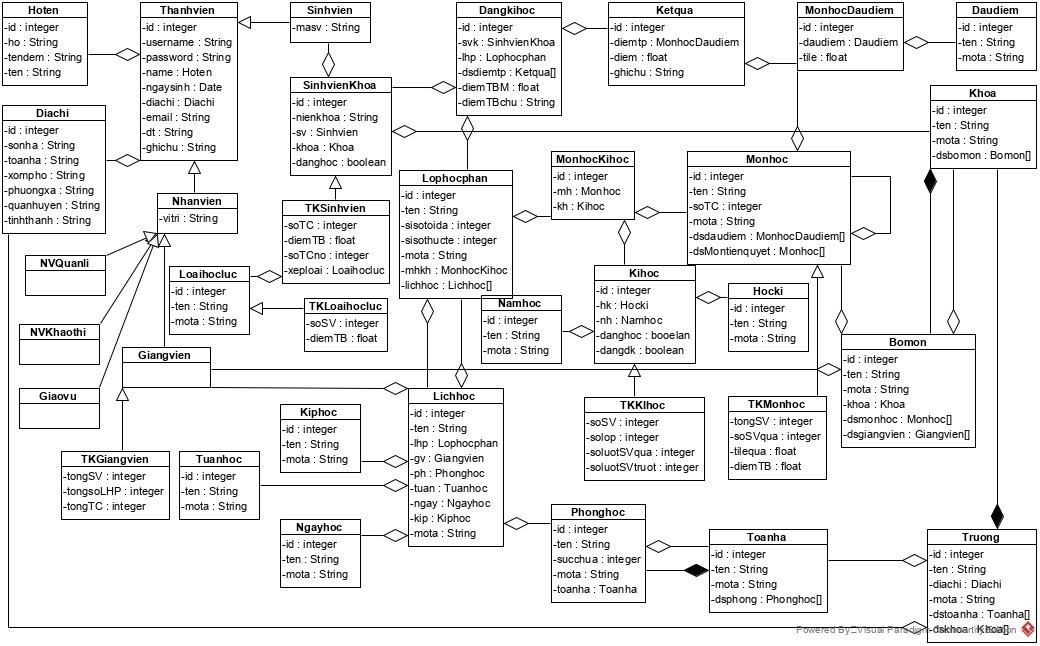 Hoten
-id : integer
-ho : String
-tendem : String
-ten : String
Thanhvien
-id : integer
-username : String
-password : String
-name : Hoten
-ngaysinh : Date
-diachi : Diachi
-email : String
-dt : String
-ghichu : String
Sinhvien
-masv : String
Dangkihoc
-id : integer
-svk : SinhvienKhoa
-lhp : Lophocphan
-dsdiemtp : Ketqua[]
-diemTBM : float
-diemTBchu : String
Ketqua
-id : integer
-diemtp : MonhocDaudiem
-diem : float
-ghichu : String
MonhocDaudiem
-id : integer
-daudiem : Daudiem
-tile : float
Daudiem
-id : integer
-ten : String
-mota : String
Diachi
-id : integer
-sonha : String
-toanha : String
-xompho : String
-phuongxa : String
-quanhuyen : String
-tinhthanh : String
SinhvienKhoa
-id : integer
-nienkhoa : String
-sv : Sinhvien
-khoa : Khoa
-danghoc : boolean
Khoa
-id : integer
-ten : String
-mota : String
-dsbomon : Bomon[]
Nhanvien
-vitri : String
TKSinhvien
-soTC : integer
-diemTB : float
-soTCno : integer
-xeploai : Loaihocluc
Lophocphan
-id : integer
-ten : String
-sisotoida : integer
-sisothucte : integer
-mota : String
-mhkh : MonhocKihoc
-lichhoc : Lichhoc[]
MonhocKihoc
-id : integer
-mh : Monhoc
-kh : Kihoc
Monhoc
-id : integer
-ten : String
-soTC : integer
-mota : String
-dsdaudiem : MonhocDaudiem[]
-dsMontienquyet : Monhoc[]
NVQuanli
Loaihocluc
-id : integer
-ten : String
-mota : String
TKLoaihocluc
-soSV : integer
-diemTB : float
Namhoc
-id : integer
-ten : String
-mota : String
Kihoc
-id : integer
-hk : Hocki
-nh : Namhoc
-danghoc : booelan
-dangdk : boolean
Hocki
-id : integer
-ten : String
-mota : String
NVKhaothi
Giangvien
Giaovu
Bomon
-id : integer
-ten : String
-mota : String
-khoa : Khoa
-dsmonhoc : Monhoc[]
-dsgiangvien : Giangvien[]
Kiphoc
-id : integer
-ten : String
-mota : String
Lichhoc
-id : integer
-ten : String
-lhp : Lophocphan
-gv : Giangvien
-ph : Phonghoc
-tuan : Tuanhoc
-ngay : Ngayhoc
-kip : Kiphoc
-mota : String
TKKIhoc
-soSV : integer
-solop : integer
-soluotSVqua : integer
-soluotSVtruot : integer
TKMonhoc
-tongSV : integer
-soSVqua : integer
-tilequa : float
-diemTB : float
TKGiangvien
-tongSV : integer
-tongsoLHP : integer
-tongTC : integer
Tuanhoc
-id : integer
-ten : String
-mota : String
Ngayhoc
-id : integer
-ten : String
-mota : String
Phonghoc
-id : integer
-ten : String
-succhua : integer
-mota : String
-toanha : Toanha
Toanha
-id : integer
-ten : String
-mota : String
-dsphong : Phonghoc[]
Truong
-id : integer
-ten : String
-diachi : Diachi
-mota : String
-dstoanha : Toanha[]
-dskhoa : Khoa[]
Powered By Visual Paradigm